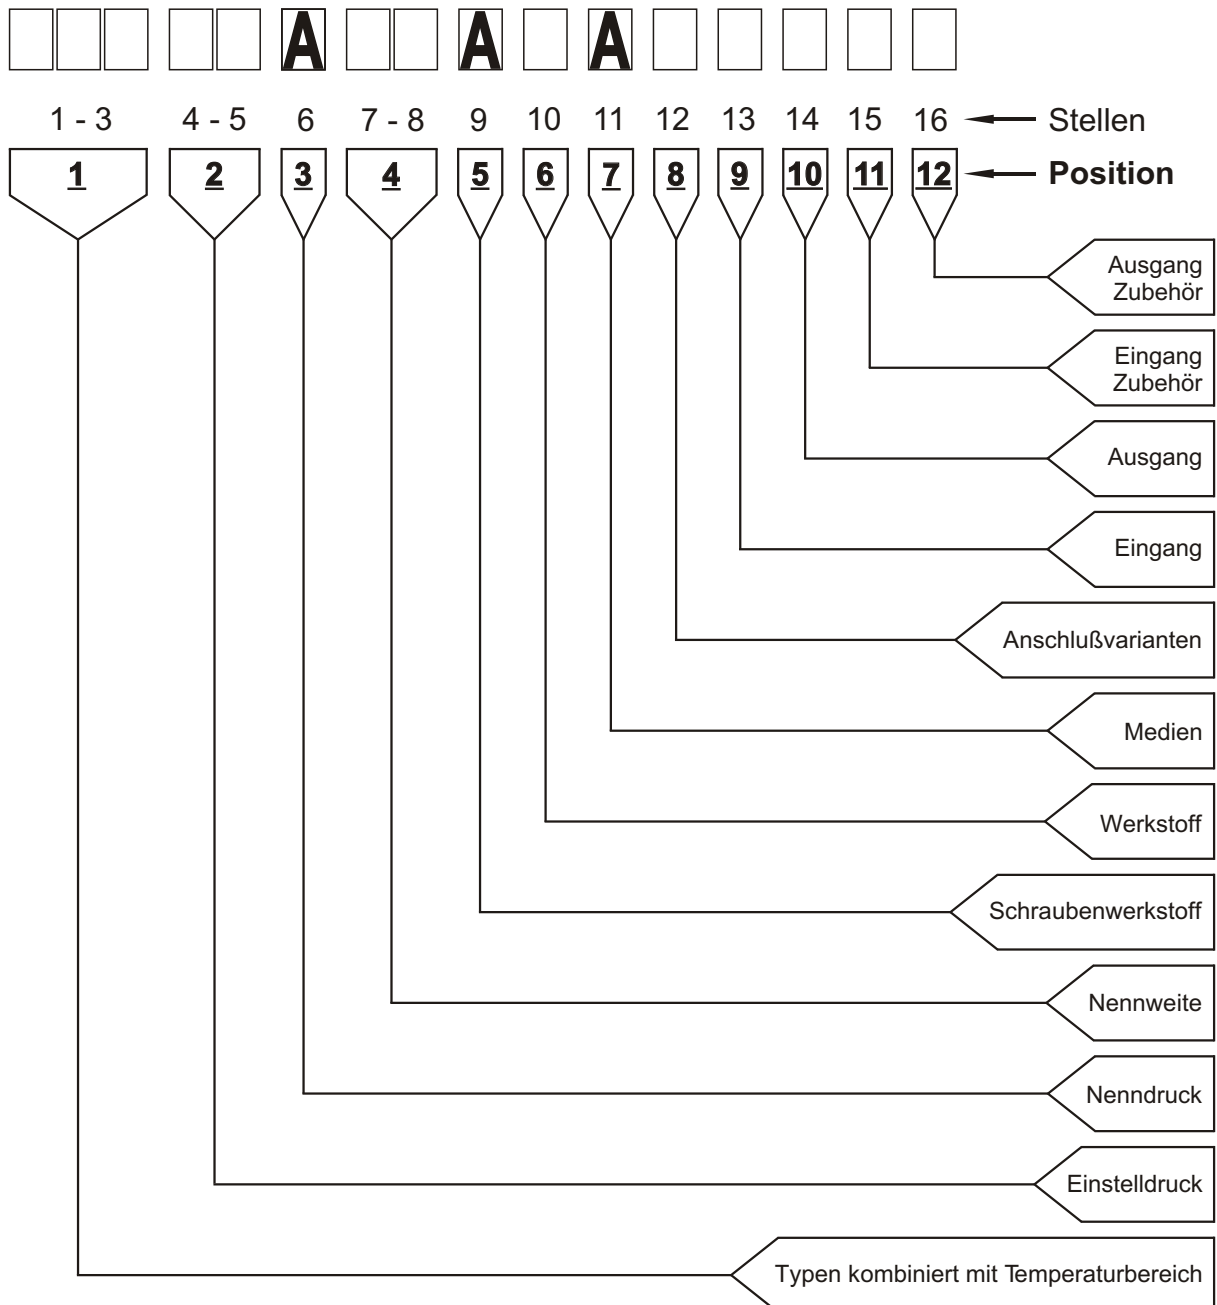 A A A
1 - 3 4 - 5 6 7 - 8 9 10 11 12 13 14 15 16 Stellen
1 2 3 4 5 6 7 8 9 10 11 12 Position
Ausgang
Zubehör
Eingang
Zubehör
Ausgang
Eingang
Anschlußvarianten
Medien
Werkstoff
Schraubenwerkstoff
Nennweite
Nenndruck
Einstelldruck
Typen kombiniert mit Temperaturbereich